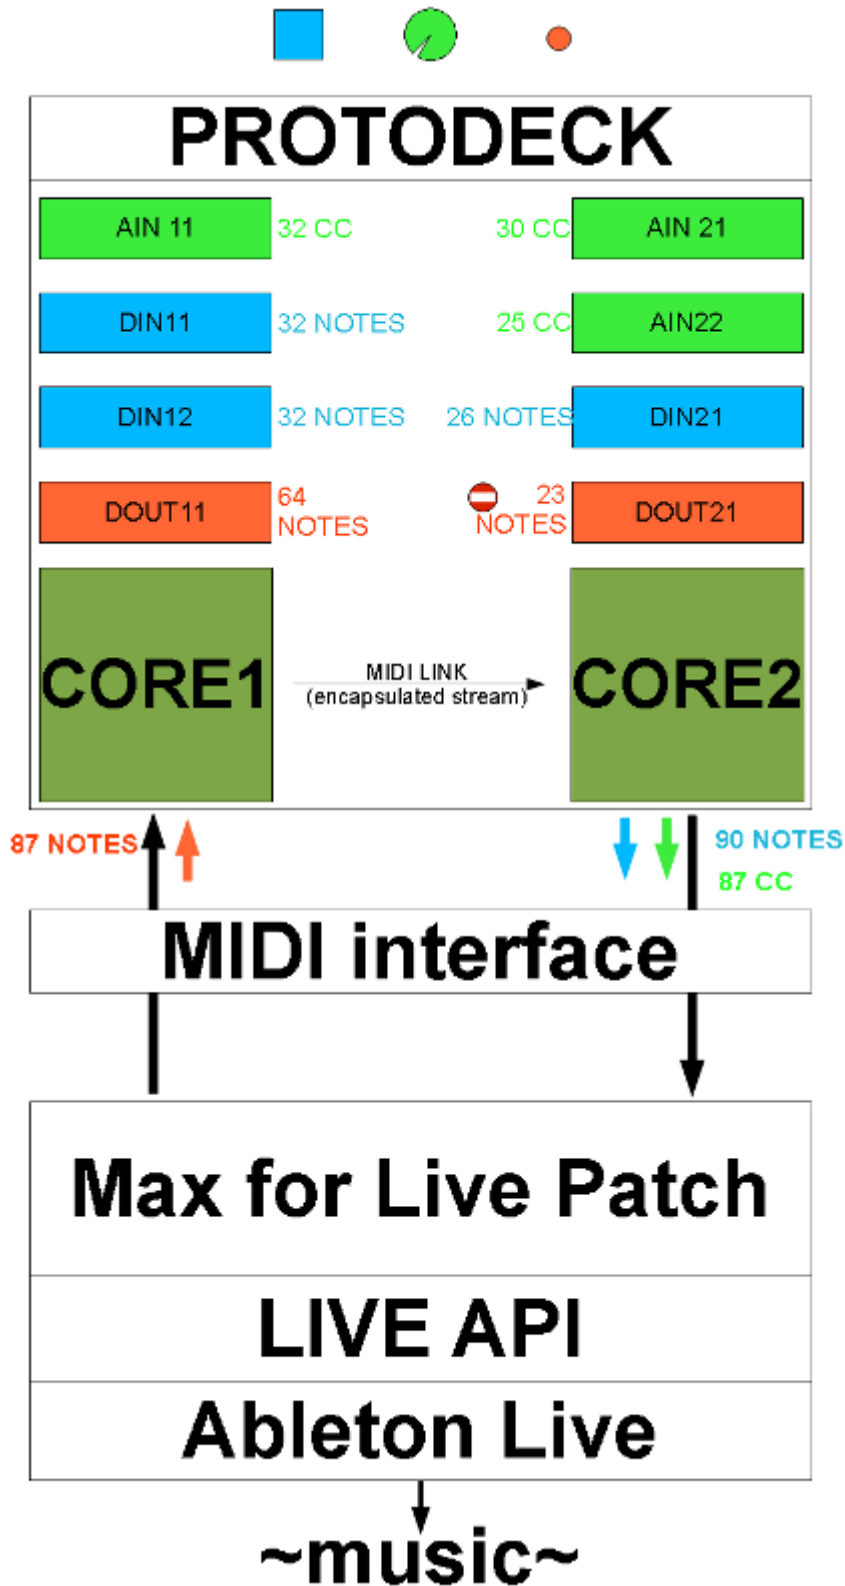 PROTODECK
AIN 11
32 CC
30 CC
AIN 21
DIN11
32 NOTES
25 CC
AIN22
DIN12
32 NOTES
26 NOTES
DIN21
DOUT11
64
NOTES
23
NOTES
DOUT21
CORE1
MIDI LINK
(encapsulated stream)
CORE2
87 NOTES
90 NOTES
87 CC
MIDI interface
Max for Live Patch
LIVE API
Ableton Live
~music~